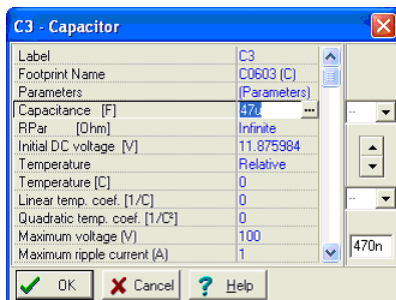 C3 - Capacitor
Label C3
Footprint Name C0603 (C)
Parameters (Parameters)
Capacitance [F] 47u ...
RPar [Ohm] Infinite
Initial DC voltage [V] 11.875984
Temperature Relative
Temperature [C] 0
Linear temp. coef. [1/C] 0
Quadratic temp. coef. [1/C²] 0
Maximum voltage (V) 100
Maximum ripple current (A) 1
470n
OK Cancel ? Help